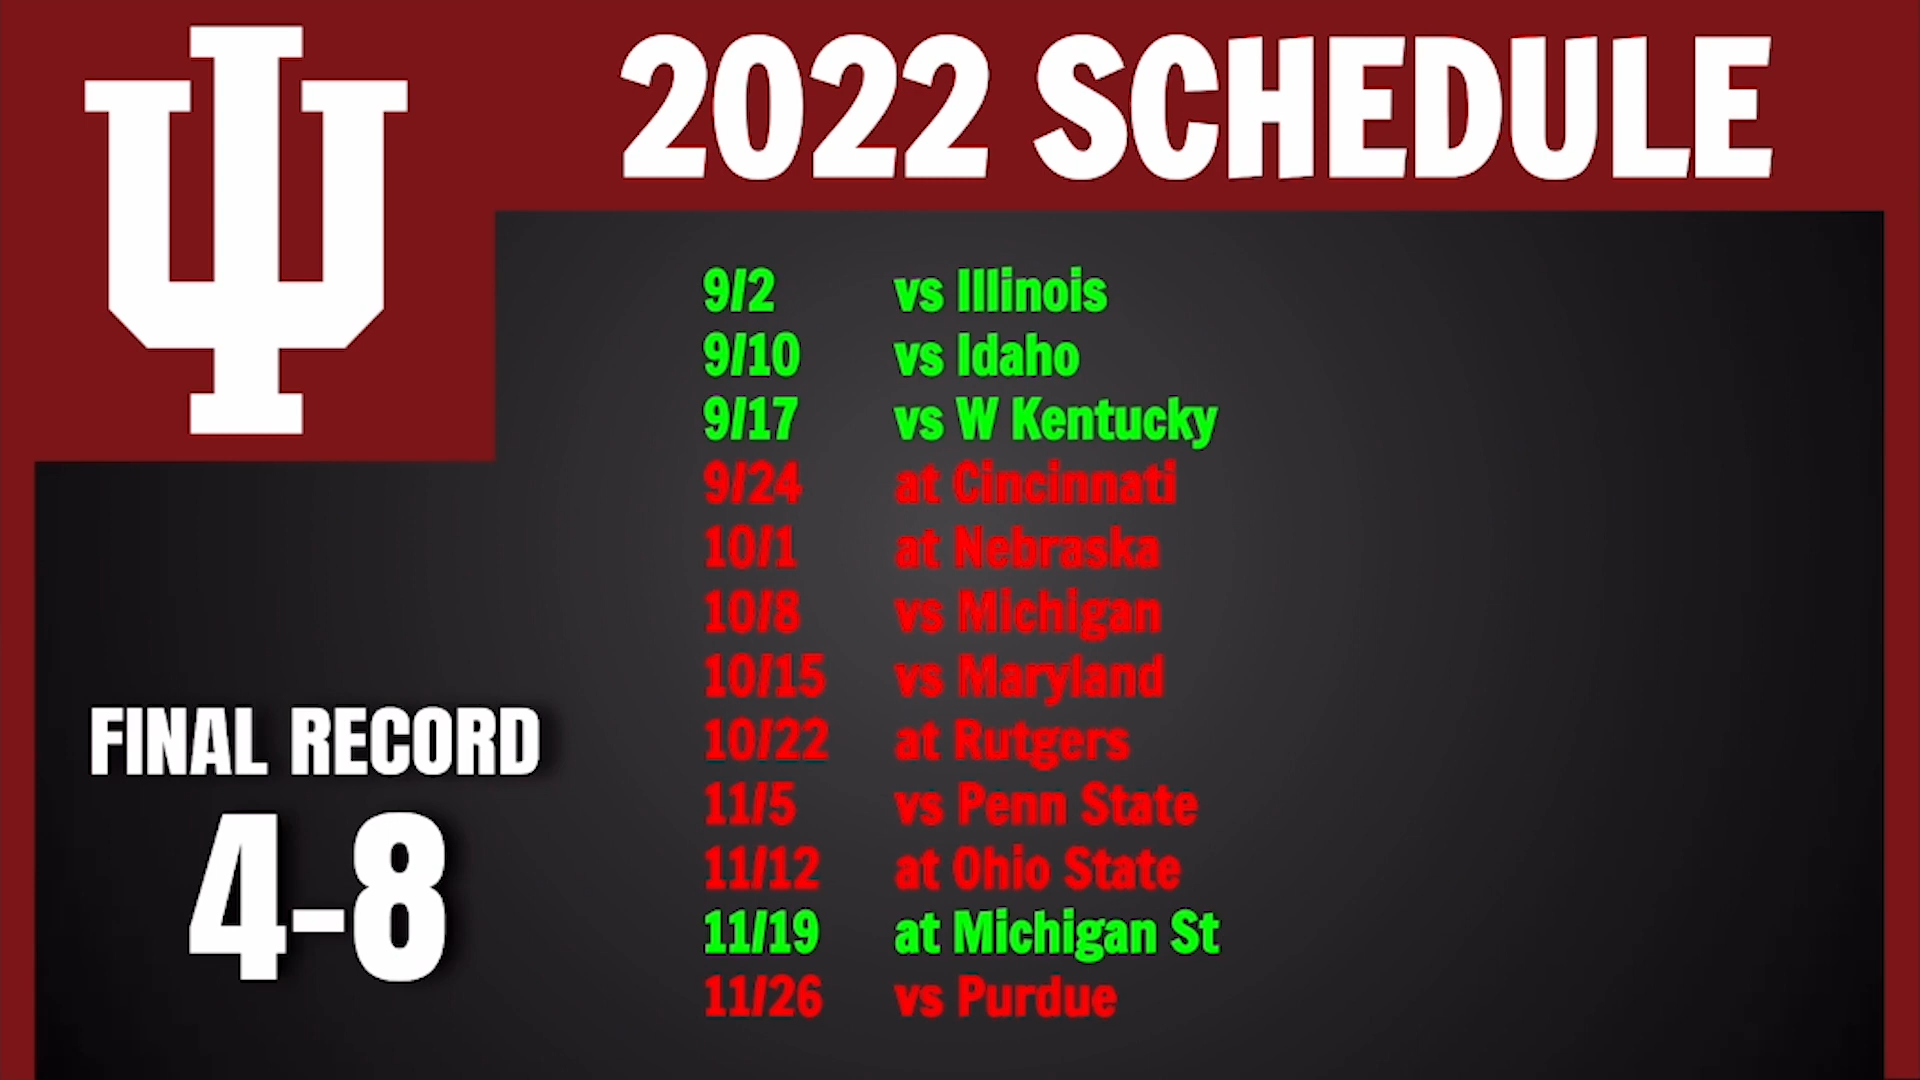 2022 SCHEDULE
9/2 vs Illinois
9/10 vs Idaho
9/17 vs W Kentucky
9/24 at Cincinnati
10/1 at Nebraska
10/8 vs Michigan
10/15 vs Maryland
10/22 at Rutgers
11/5 vs Penn State
11/12 at Ohio State
11/19 at Michigan St
11/26 vs Purdue
FINAL RECORD
4-8